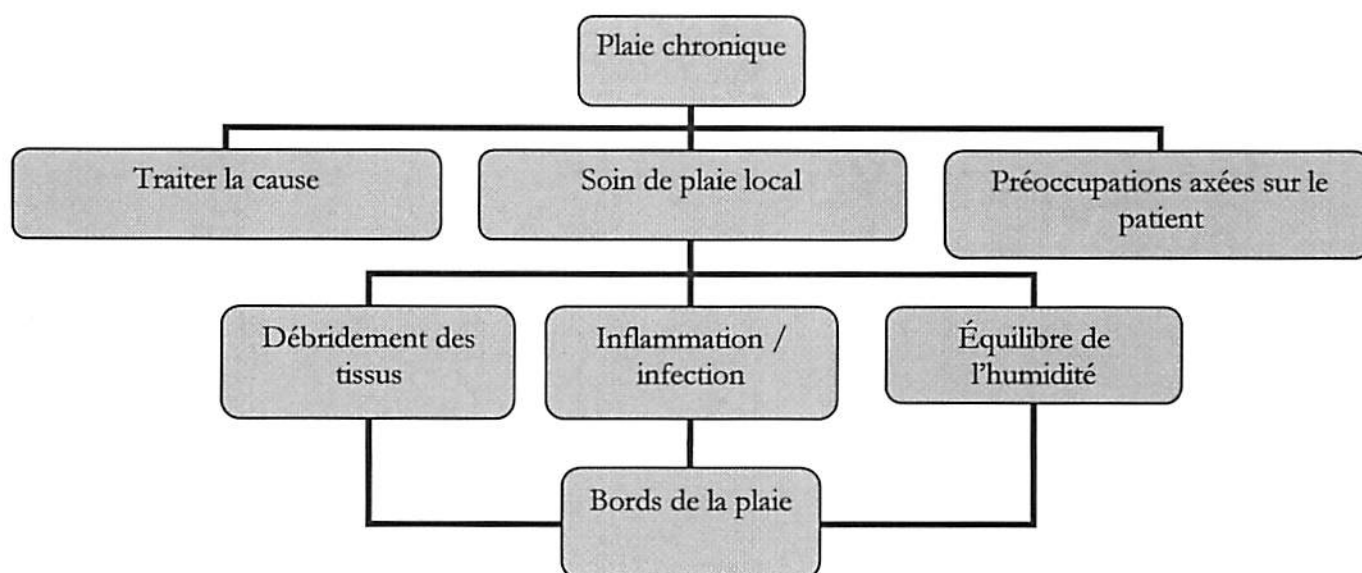 Plaie chronique
Traiter la cause
Soin de plaie local
Préoccupations axées sur le
patient
Débridement des
tissus
Inflammation /
infection
Équilibre de
l'humidité
Bords de la plaie